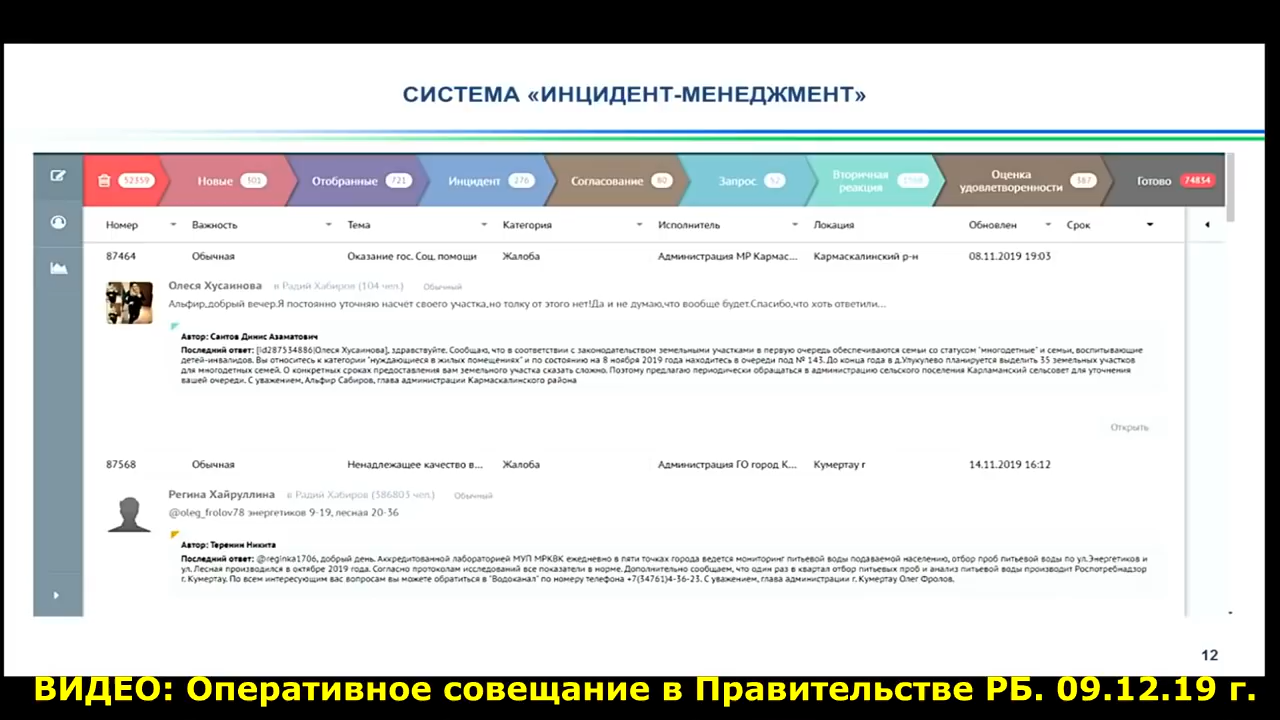 СИСТЕМА «ИНЦИДЕНТ-МЕНЕДЖМЕНТ»
52359
Новые 301
Отобранные 721
Инцидент 276
Согласование 80
Запрос 52
Вторичная
реакция
Оценка
удовлетворенности 387
Готово 74834
Номер Важность Тема Категория Исполнитель Локация Обновлен Срок
87464 Обычная Оказание гос. Соц. помощи Жалоба Администрация МР Кармас... Кармаскалинский р-н 08.11.2019 19:03
Олеся Хусаинова в Радий Хабиров (104 чел.) Обычный
Альфир,добрый вечер.Я постоянно уточняю насчет своего участка,но толку от этого нет!Да и не думаю,что вообще будет.Спасибо,что хоть ответили...
Автор: Саитов Динис Азаматович
Последний ответ: [id287534886|Олеся Хусаинова], здравствуйте. Сообщаю, что в соответствии с законодательством земельными участками в первую очередь обеспечиваются семьи со статусом "многодетные" и семьи, воспитывающие
детей-инвалидов. Вы относитесь к категории "нуждающиеся в жилых помещениях" и по состоянию на 8 ноября 2019 года находитесь в очереди под № 143. До конца года в д.Улукулево планируется выделить 35 земельных участков
для многодетных семей. О конкретных сроках предоставления вам земельного участка сказать сложно. Поэтому предлагаю периодически обращаться в администрацию сельского поселения Карламанский сельсовет для уточнения
вашей очереди. С уважением, Альфир Сабиров, глава администрации Кармаскалинского района
Открыть
87568 Обычная Ненадлежащее качество в... Жалоба Администрация ГО город К... Кумертау г 14.11.2019 16:12
Регина Хайруллина в Радий Хабиров (386803 чел.) Обычный
@oleg_frolov78 энергетиков 9-19, лесная 20-36
Автор: Теренин Никита
Последний ответ: @reginka1706, добрый день. Аккредитованной лабораторией МУП МРКВК ежедневно в пяти точках города ведется мониторинг питьевой воды подаваемой населению, отбор проб питьевой воды по ул.Энергетиков и
ул. Лесная производился в октябре 2019 года. Согласно протоколам исследований все показатели в норме. Дополнительно сообщаем, что один раз в квартал отбор питьевых проб и анализ питьевой воды производит Роспотребнадзор
г. Кумертау. По всем интересующим вас вопросам вы можете обратиться в "Водоканал" по номеру телефона +7(34761)4-36-23. С уважением, глава администрации г. Кумертау Олег Фролов.
12
ВИДЕО: Оперативное совещание в Правительстве РБ. 09.12.19 г.